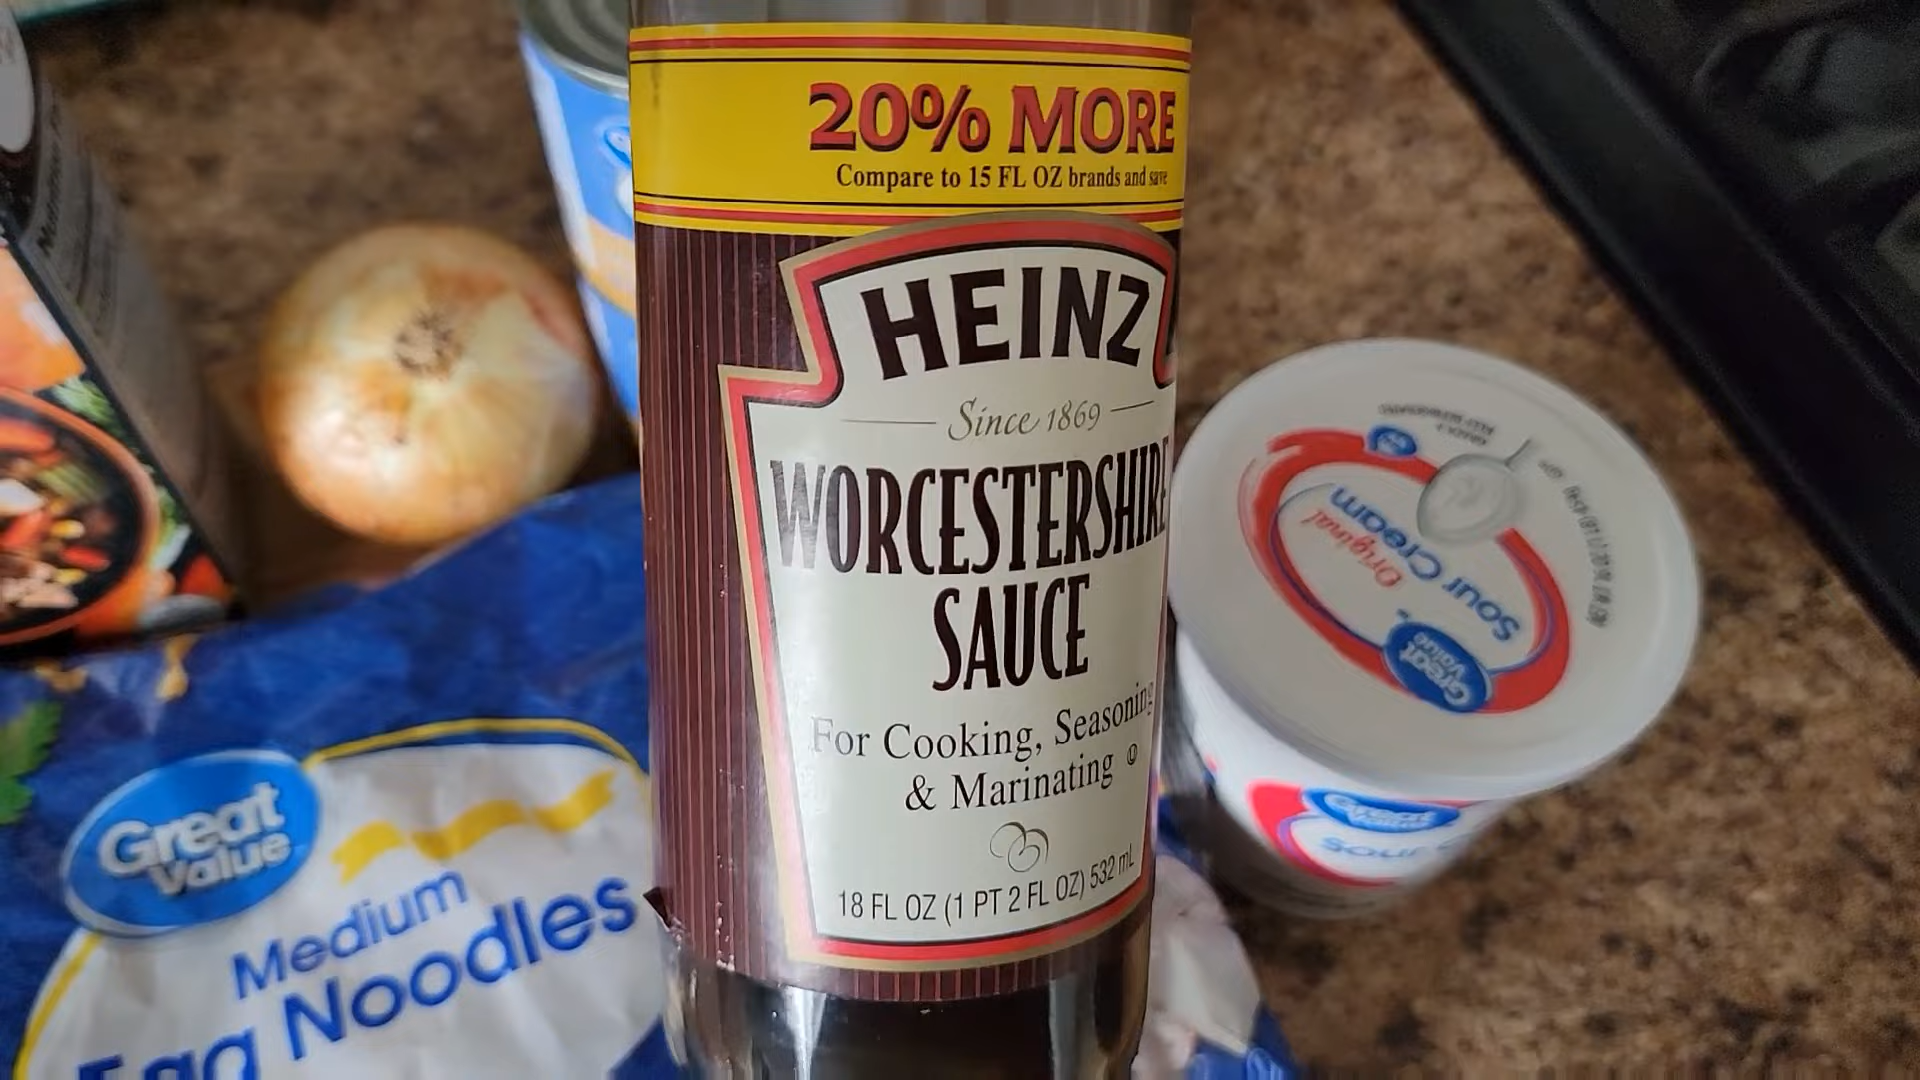 20% MORE
Compare to 15 FL OZ brands and save
HEINZ
Since 1869
WORCESTERSHIRE
SAUCE
For Cooking, Seasoning
& Marinating
18 FL OZ (1 PT 2 FL OZ) 532 mL
Great
Value
Medium
Egg Noodles
Great
Value
Original
Sour Cream
Great
Value
Sour